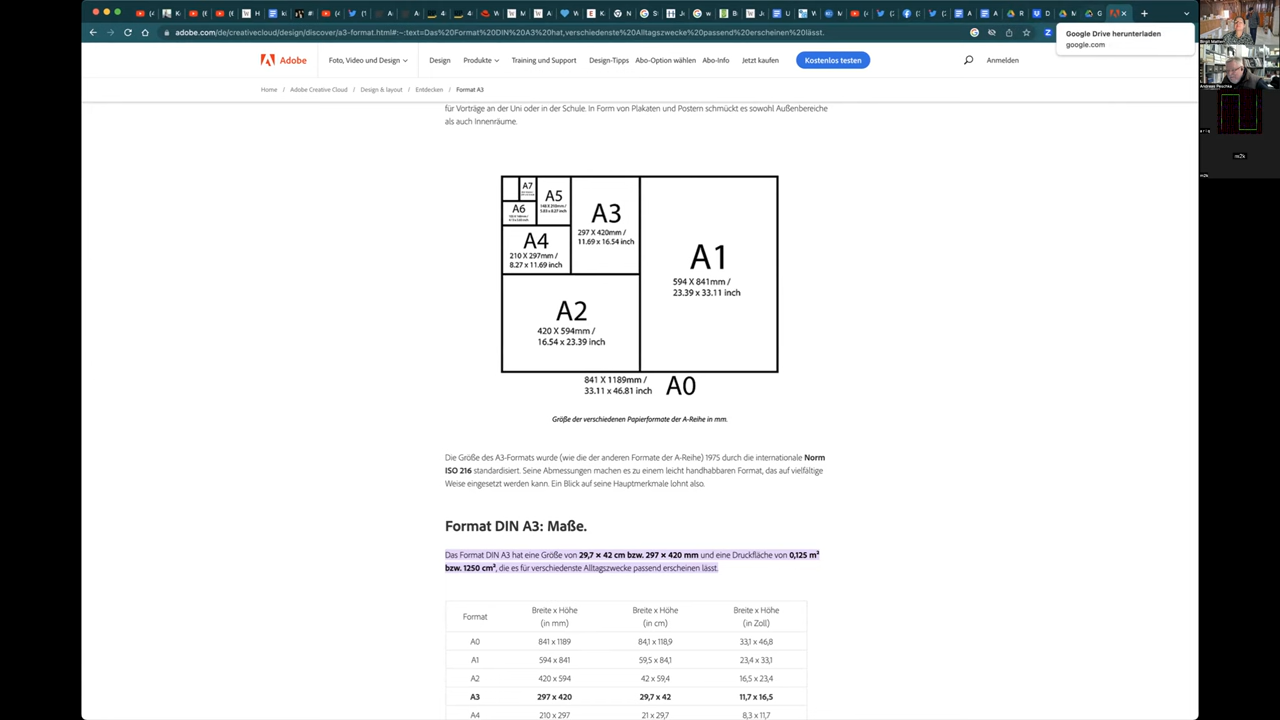 adobe.com/de/creativecloud/design/discover/a3-format.html#:~:text=Das%20Format%20DIN%20A3%20hat,verschiedenste%20Alltagszwecke%20passend%20erscheinen%20lässt.
Google Drive herunterladen
google.com
Adobe
Foto, Video und Design
Design
Produkte
Training und Support
Design-Tipps
Abo-Option wählen
Abo-Info
Jetzt kaufen
Kostenlos testen
Anmelden
Home / Adobe Creative Cloud / Design & layout / Entdecken / Format A3
für Vorträge an der Uni oder in der Schule. In Form von Plakaten und Postern schmückt es sowohl Außenbereiche
als auch Innenräume.
A7
A5
A6
A4
210 X 297mm /
8.27 x 11.69 inch
A3
297 X 420mm /
11.69 x 16.54 inch
A1
594 X 841mm /
23.39 x 33.11 inch
A2
420 X 594mm /
16.54 x 23.39 inch
841 X 1189mm /
33.11 x 46.81 inch
A0
Größe der verschiedenen Papierformate der A-Reihe in mm.
Die Größe des A3-Formats wurde (wie die der anderen Formate der A-Reihe) 1975 durch die internationale Norm
ISO 216 standardisiert. Seine Abmessungen machen es zu einem leicht handhabbaren Format, das auf vielfältige
Weise eingesetzt werden kann. Ein Blick auf seine Hauptmerkmale lohnt also.
Format DIN A3: Maße.
Das Format DIN A3 hat eine Größe von 29,7 × 42 cm bzw. 297 × 420 mm und eine Druckfläche von 0,125 m²
bzw. 1250 cm², die es für verschiedenste Alltagszwecke passend erscheinen lässt.
Format
Breite x Höhe
(in mm)
Breite x Höhe
(in cm)
Breite x Höhe
(in Zoll)
A0 841 x 1189 84,1 x 118,9 33,1 x 46,8
A1 594 x 841 59,5 x 84,1 23,4 x 33,1
A2 420 x 594 42 x 59,4 16,5 x 23,4
A3 297 x 420 29,7 x 42 11,7 x 16,5
A4 210 x 297 21 x 29,7 8,3 x 11,7
Andreas Peschka